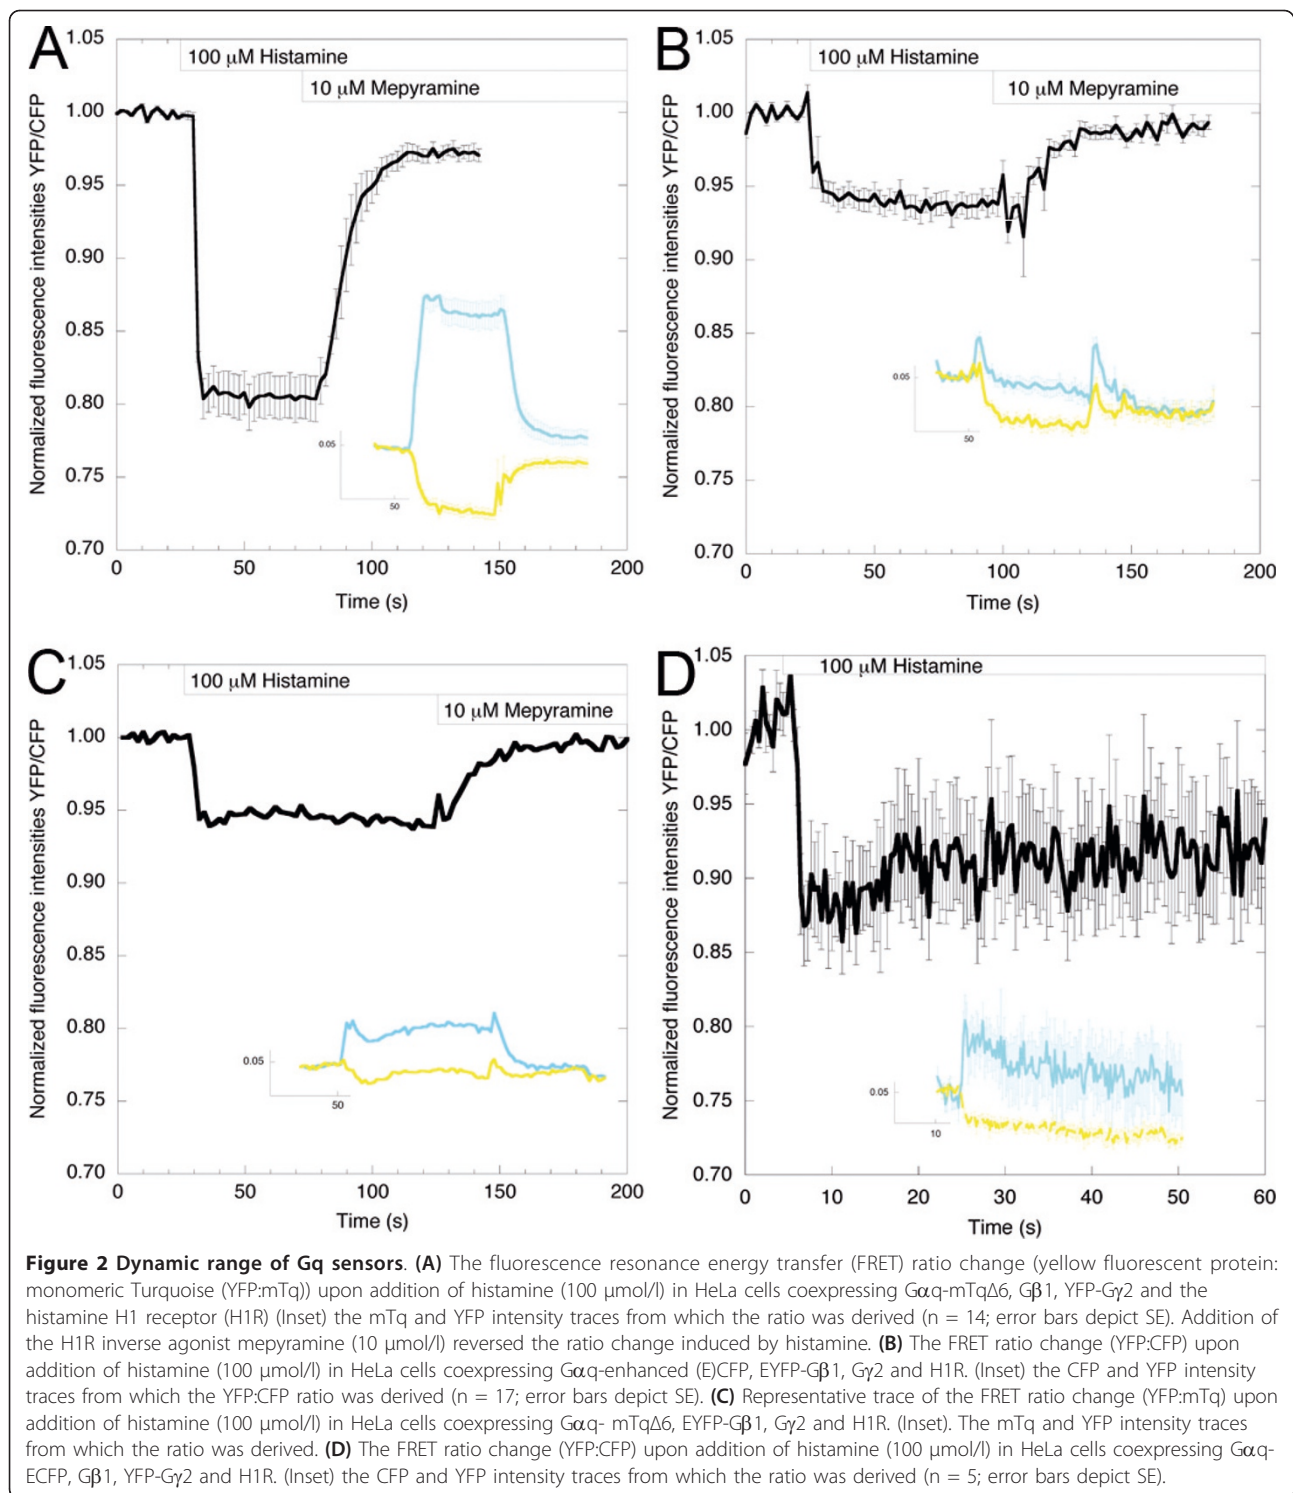 A
1.05
1.00
0.95
0.90
0.85
0.80
0.75
0.70
Normalized fluorescence intensities YFP/CFP
100 μM Histamine
10 μM Mepyramine
0.05
50
0
50
100
150
200
Time (s)
B
1.05
1.00
0.95
0.90
0.85
0.80
0.75
0.70
Normalized fluorescence intensities YFP/CFP
100 μM Histamine
10 μM Mepyramine
0.05
50
0
50
100
150
200
Time (s)
C
1.05
1.00
0.95
0.90
0.85
0.80
0.75
0.70
Normalized fluorescence intensities YFP/CFP
100 μM Histamine
10 μM Mepyramine
0.05
50
0
50
100
150
200
Time (s)
D
1.05
1.00
0.95
0.90
0.85
0.80
0.75
0.70
Normalized fluorescence intensities YFP/CFP
100 μM Histamine
0.05
10
0
10
20
30
40
50
60
Time (s)
Figure 2 Dynamic range of Gq sensors. (A) The fluorescence resonance energy transfer (FRET) ratio change (yellow fluorescent protein:
monomeric Turquoise (YFP:mTq)) upon addition of histamine (100 μmol/l) in HeLa cells coexpressing Gαq-mTqΔ6, Gβ1, YFP-Gγ2 and the
histamine H1 receptor (H1R) (Inset) the mTq and YFP intensity traces from which the ratio was derived (n = 14; error bars depict SE). Addition of
the H1R inverse agonist mepyramine (10 μmol/l) reversed the ratio change induced by histamine. (B) The FRET ratio change (YFP:CFP) upon
addition of histamine (100 μmol/l) in HeLa cells coexpressing Gαq-enhanced (E)CFP, EYFP-Gβ1, Gγ2 and H1R. (Inset) the CFP and YFP intensity
traces from which the YFP:CFP ratio was derived (n = 17; error bars depict SE). (C) Representative trace of the FRET ratio change (YFP:mTq) upon
addition of histamine (100 μmol/l) in HeLa cells coexpressing Gαq- mTqΔ6, EYFP-Gβ1, Gγ2 and H1R. (Inset). The mTq and YFP intensity traces
from which the ratio was derived. (D) The FRET ratio change (YFP:CFP) upon addition of histamine (100 μmol/l) in HeLa cells coexpressing Gαq-
ECFP, Gβ1, YFP-Gγ2 and H1R. (Inset) the CFP and YFP intensity traces from which the ratio was derived (n = 5; error bars depict SE).